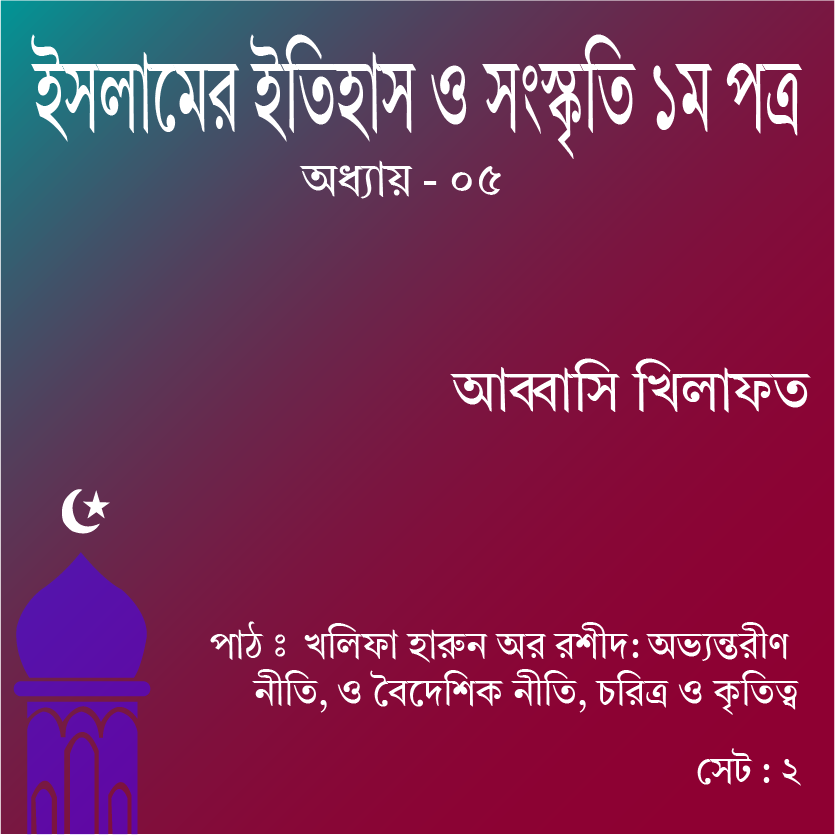 ইসলামের ইতিহাস ও সংস্কৃতি ১ম পত্র
অধ্যায় - ০৫
আব্বাসি খিলাফত
পাঠ ঃ খলিফা হারুন অর রশীদ: অভ্যন্তরীণ
নীতি, ও বৈদেশিক নীতি, চরিত্র ও কৃতিত্ব
সেট : ২